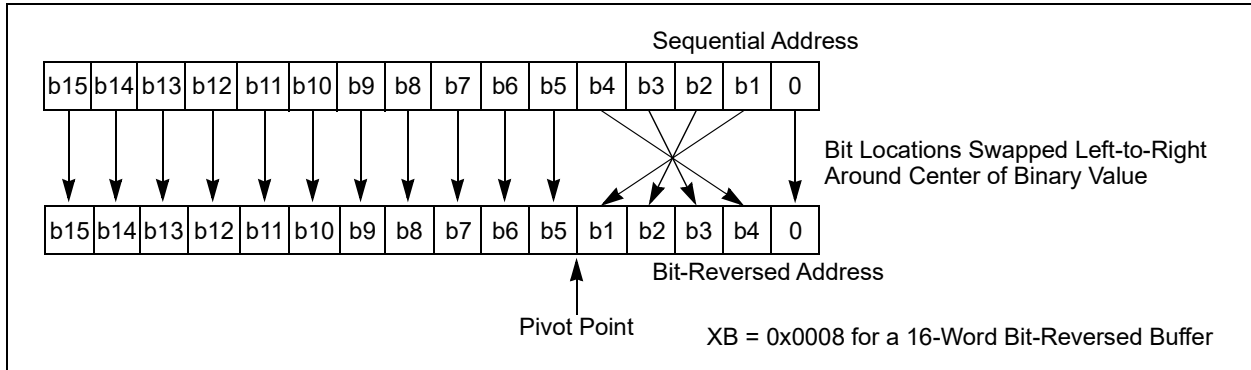 Sequential Address
b15 b14 b13 b12 b11 b10 b9 b8 b7 b6 b5 b4 b3 b2 b1 0
Bit Locations Swapped Left-to-Right
Around Center of Binary Value
b15 b14 b13 b12 b11 b10 b9 b8 b7 b6 b5 b1 b2 b3 b4 0
Bit-Reversed Address
Pivot Point
XB = 0x0008 for a 16-Word Bit-Reversed Buffer